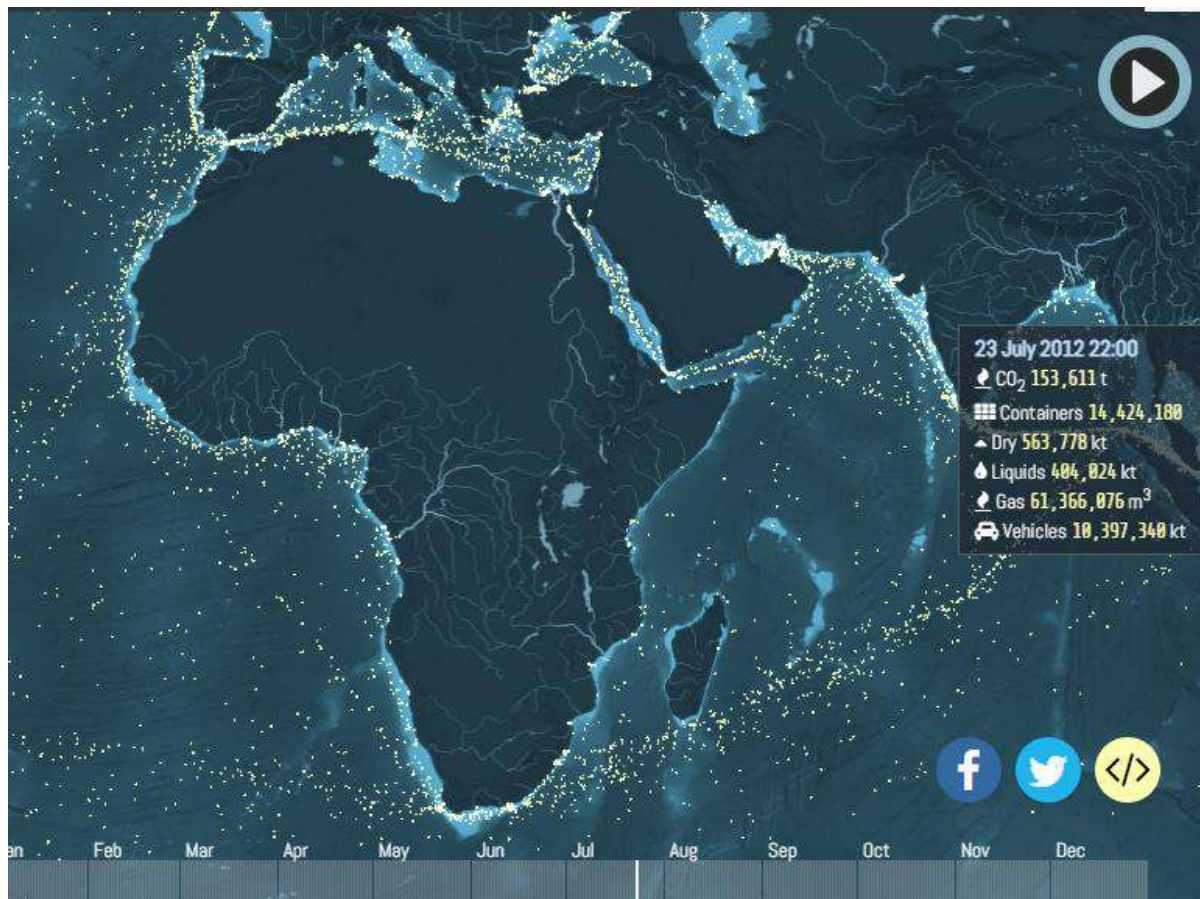 23 July 2012 22:00
CO₂ 153,611 t
Containers 14,424,180
Dry 563,778 kt
Liquids 404,024 kt
Gas 61,366,076 m³
Vehicles 10,397,340 kt
f
</>
an Feb Mar Apr May Jun Jul Aug Sep Oct Nov Dec